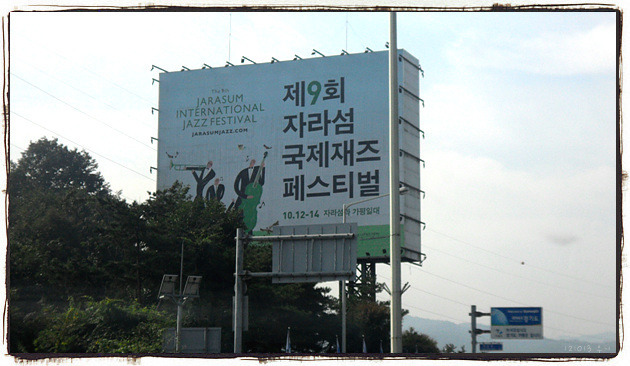 The 9th
JARASUM
INTERNATIONAL
JAZZ FESTIVAL
JARASUMJAZZ.COM
제9회
자라섬
국제재즈
페스티벌
10.12-14 자라섬과 가평일대